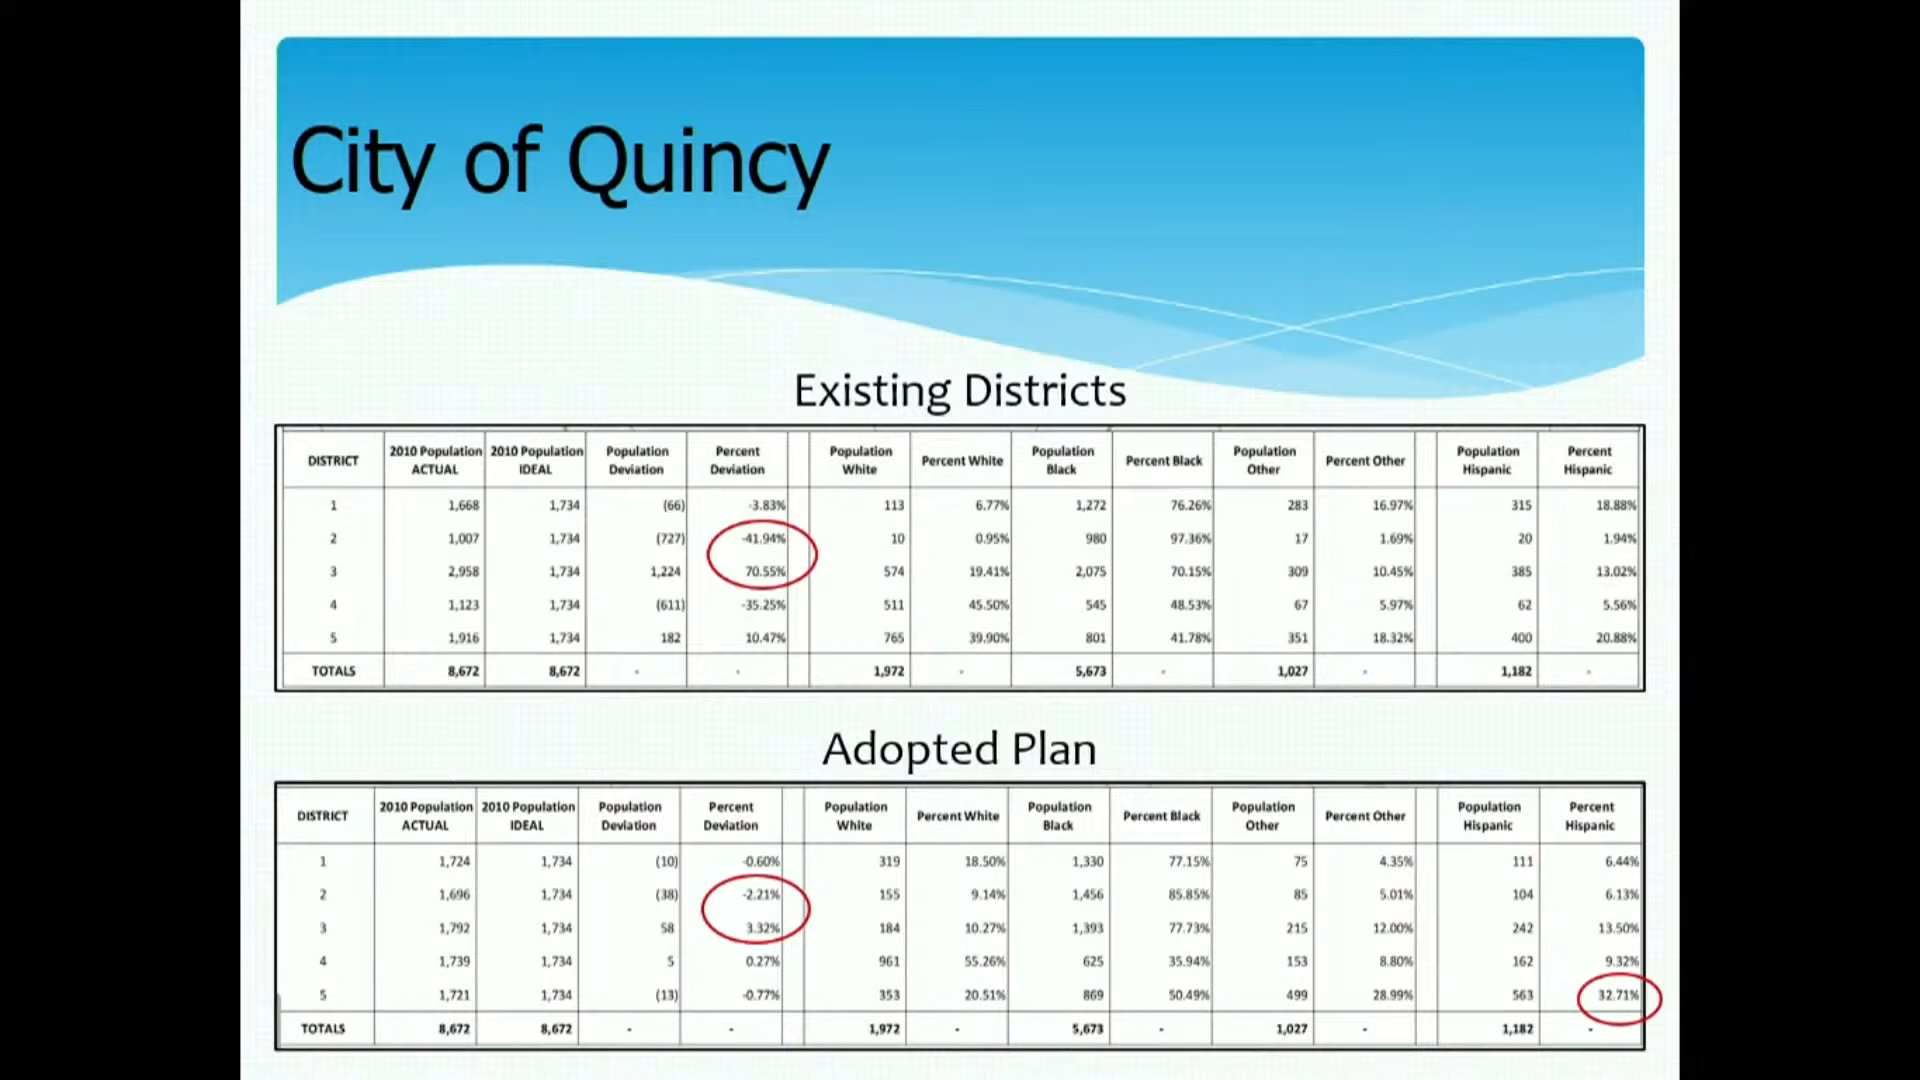 City of Quincy
Existing Districts
DISTRICT 2010 Population ACTUAL 2010 Population IDEAL Population Deviation Percent Deviation Population White Percent White Population Black Percent Black Population Other Percent Other Population Hispanic Percent Hispanic
1 1,668 1,734 (66) -3.83% 113 6.77% 1,272 76.26% 283 16.97% 315 18.88%
2 1,007 1,734 (727) -41.94% 10 0.95% 980 97.36% 17 1.69% 20 1.94%
3 2,958 1,734 1,224 70.55% 574 19.41% 2,075 70.15% 309 10.45% 385 13.02%
4 1,123 1,734 (611) -35.25% 511 45.50% 545 48.53% 67 5.97% 62 5.56%
5 1,916 1,734 182 10.47% 765 39.90% 801 41.78% 351 18.32% 400 20.88%
TOTALS 8,672 8,672 - - 1,972 - 5,673 - 1,027 - 1,182 -
Adopted Plan
DISTRICT 2010 Population ACTUAL 2010 Population IDEAL Population Deviation Percent Deviation Population White Percent White Population Black Percent Black Population Other Percent Other Population Hispanic Percent Hispanic
1 1,724 1,734 (10) -0.60% 319 18.50% 1,330 77.15% 75 4.35% 111 6.44%
2 1,696 1,734 (38) -2.21% 155 9.14% 1,456 85.85% 85 5.01% 104 6.13%
3 1,792 1,734 58 3.32% 184 10.27% 1,393 77.73% 215 12.00% 242 13.50%
4 1,739 1,734 5 0.27% 961 55.26% 625 35.94% 153 8.80% 162 9.32%
5 1,721 1,734 (13) -0.77% 353 20.51% 869 50.49% 499 28.99% 563 32.71%
TOTALS 8,672 8,672 - - 1,972 - 5,673 - 1,027 - 1,182 -